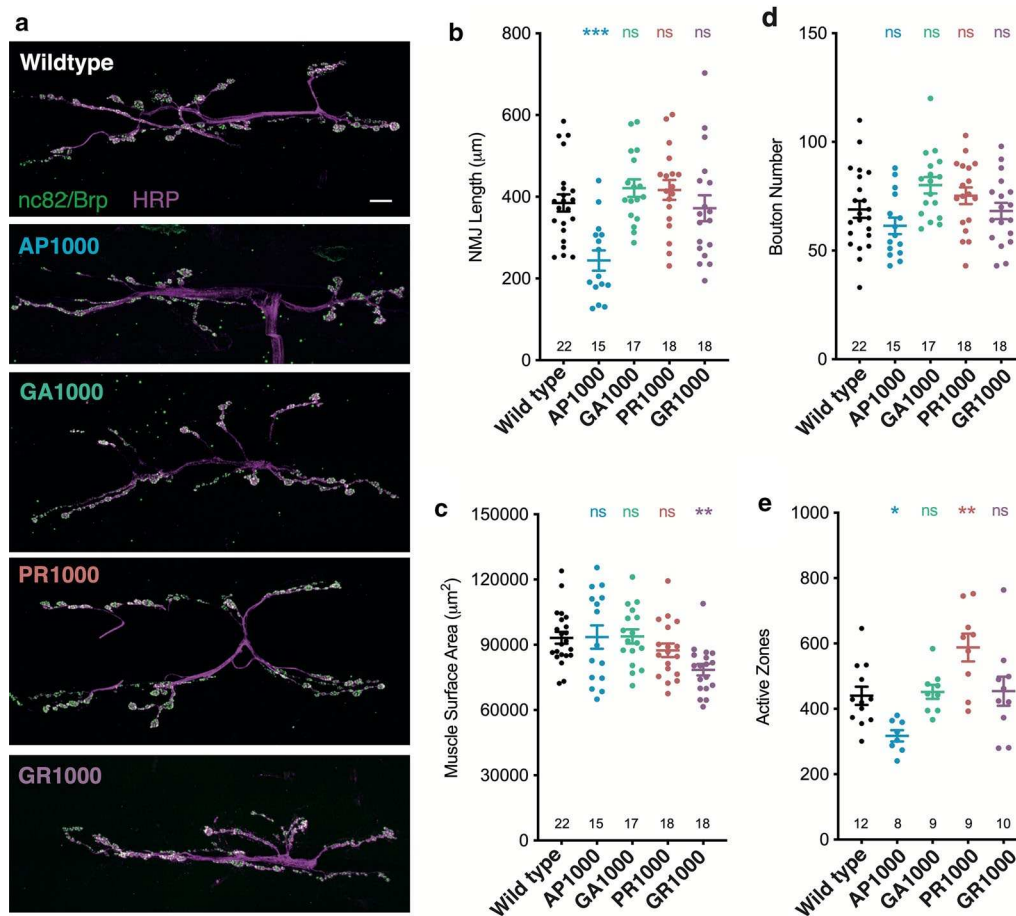 a
Wildtype
nc82/Brp HRP
AP1000
GA1000
PR1000
GR1000
b
NMJ Length (μm)
800
600
400
200
0
*** ns ns ns
22 15 17 18 18
Wild type AP1000 GA1000 PR1000 GR1000
c
Muscle Surface Area (μm²)
150000
120000
90000
60000
30000
0
ns ns ns **
22 15 17 18 18
Wild type AP1000 GA1000 PR1000 GR1000
d
Bouton Number
150
100
50
0
ns ns ns ns
22 15 17 18 18
Wild type AP1000 GA1000 PR1000 GR1000
e
Active Zones
1000
800
600
400
200
0
* ns ** ns
12 8 9 9 10
Wild type AP1000 GA1000 PR1000 GR1000